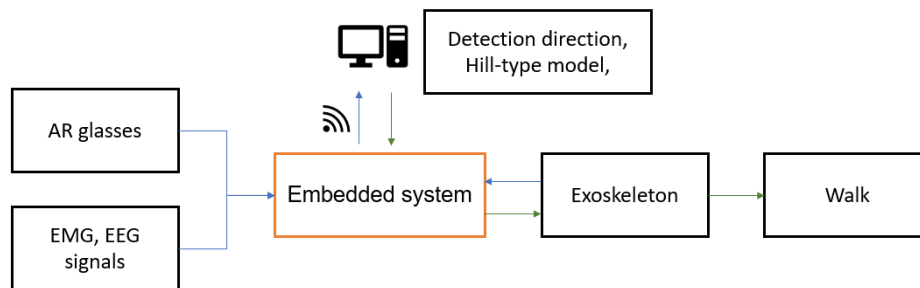 Detection direction,
Hill-type model,
AR glasses
Embedded system
Exoskeleton
Walk
EMG, EEG
signals